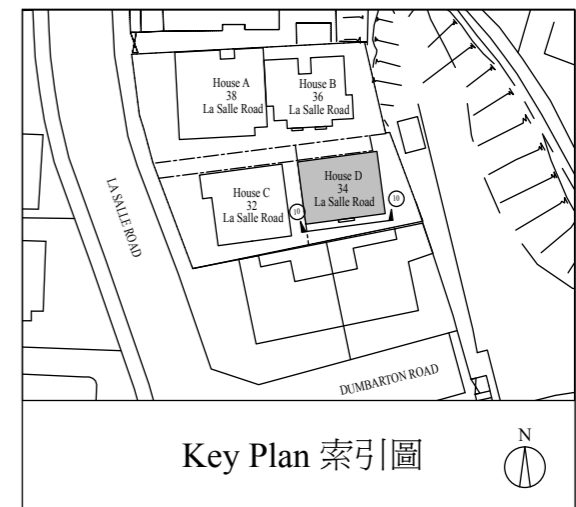 House A
38
La Salle Road
House B
36
La Salle Road
LA SALLE ROAD
House C
32
La Salle Road
House D
34
La Salle Road
10
10
DUMBARTON ROAD
Key Plan 索引圖
N